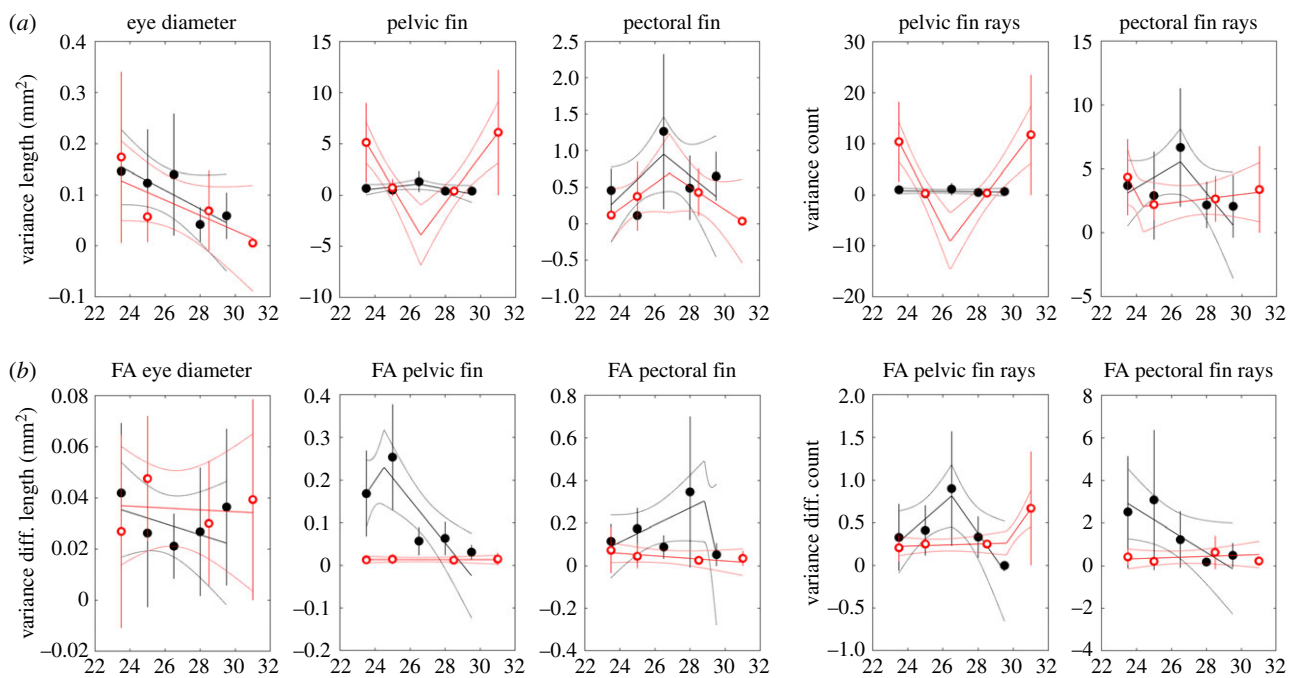 (a) eye diameter pelvic fin pectoral fin pelvic fin rays pectoral fin rays
variance length (mm²)
0.4 0.3 0.2 0.1 0 –0.1
22 24 26 28 30 32
15 10 5 0 –5 –10
22 24 26 28 30 32
2.5 2.0 1.5 1.0 0.5 0 –0.5 –1.0
22 24 26 28 30 32
variance count
30 20 10 0 –10 –20
22 24 26 28 30 32
15 10 5 0 –5
22 24 26 28 30 32
(b) FA eye diameter FA pelvic fin FA pectoral fin FA pelvic fin rays FA pectoral fin rays
variance diff. length (mm²)
0.08 0.06 0.04 0.02 0 –0.02
22 24 26 28 30 32
0.4 0.3 0.2 0.1 0 –0.1 –0.2
22 24 26 28 30 32
0.8 0.6 0.4 0.2 0 –0.2 0.4
22 24 26 28 30 32
variance diff. count
2.0 1.5 1.0 0.5 0 –0.5 –1.0
22 24 26 28 30 32
8 6 4 2 0 –2 –4
22 24 26 28 30 32